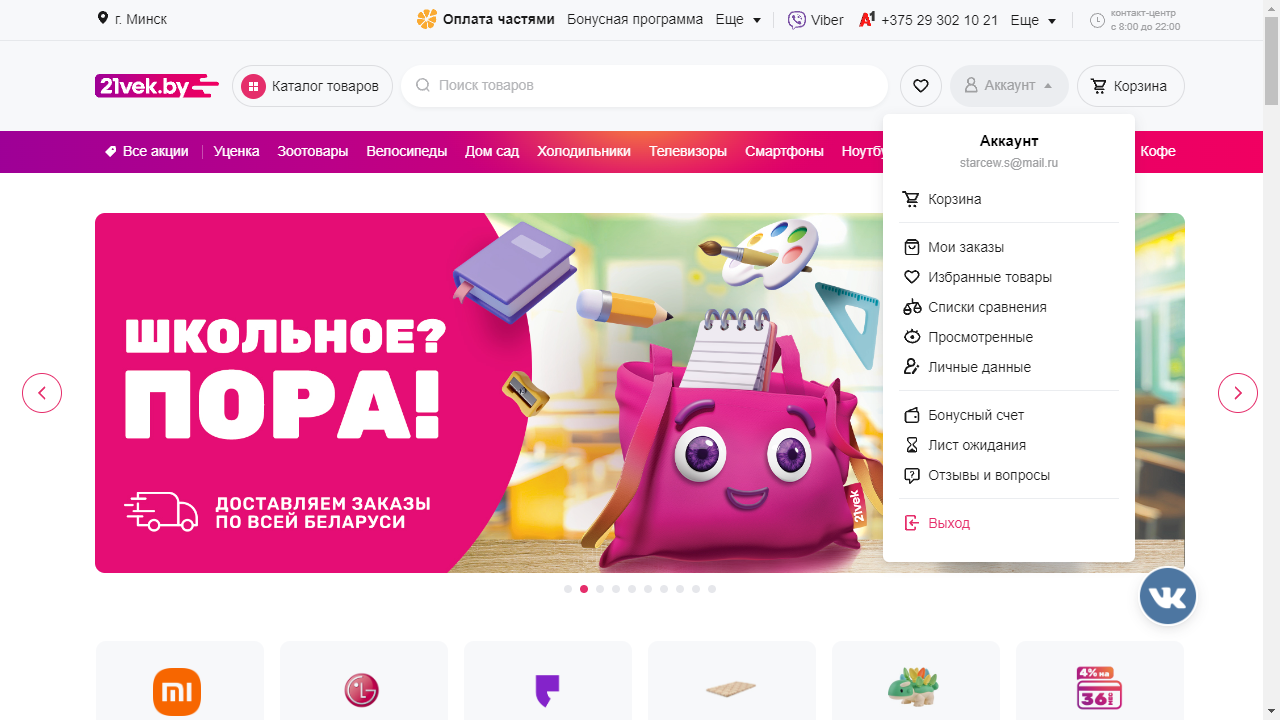 г. Минск
Оплата частями
Бонусная программа
Еще
Viber
A1
+375 29 302 10 21
Еще
контакт-центр
с 8:00 до 22:00
21vek.by
Каталог товаров
Поиск товаров
Аккаунт
Корзина
Все акции
Уценка
Зоотовары
Велосипеды
Дом сад
Холодильники
Телевизоры
Смартфоны
Кофе
Аккаунт
starcew.s@mail.ru
Корзина
Мои заказы
Избранные товары
Списки сравнения
Просмотренные
Личные данные
Бонусный счет
Лист ожидания
Отзывы и вопросы
Выход
ШКОЛЬНОЕ?
ПОРА!
ДОСТАВЛЯЕМ ЗАКАЗЫ
ПО ВСЕЙ БЕЛАРУСИ
21vek
mi
LG
4% на
36